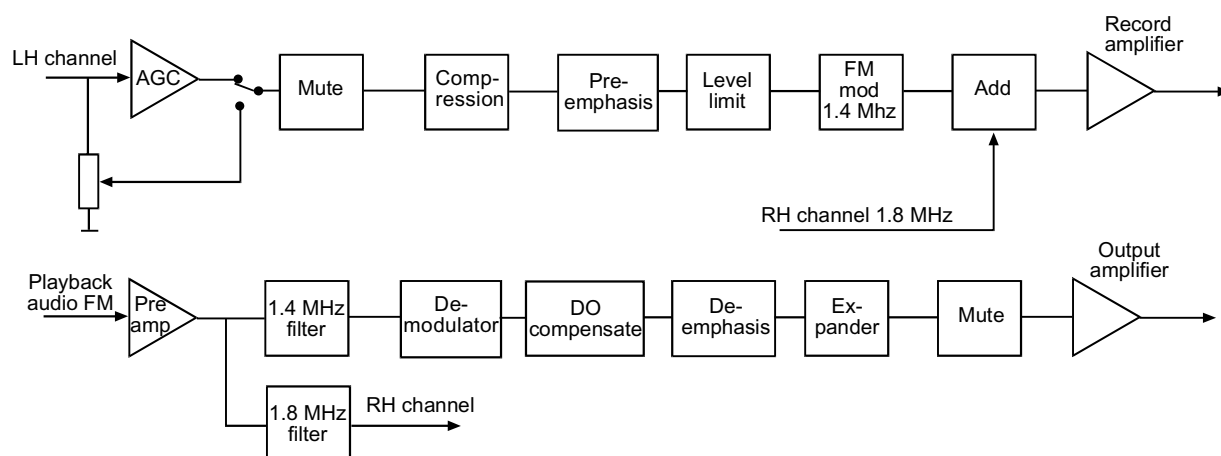 LH channel
AGC
Mute
Comp-
ression
Pre-
emphasis
Level
limit
FM
mod
1.4 Mhz
Add
Record
amplifier
RH channel 1.8 MHz
Playback
audio FM
Pre
amp
1.4 MHz
filter
De-
modulator
DO
compensate
De-
emphasis
Ex-
pander
Mute
Output
amplifier
1.8 MHz
filter
RH channel